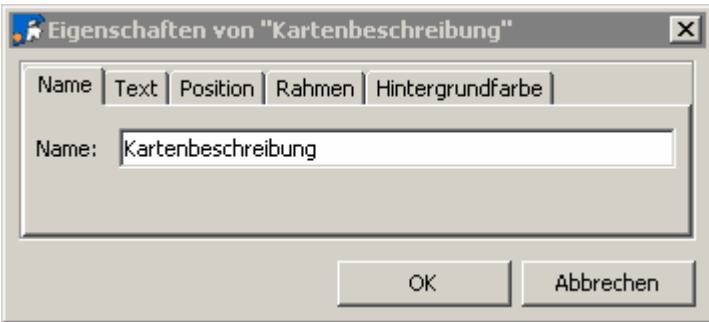 Eigenschaften von "Kartenbeschreibung"
Name Text Position Rahmen Hintergrundfarbe
Name: Kartenbeschreibung
OK Abbrechen